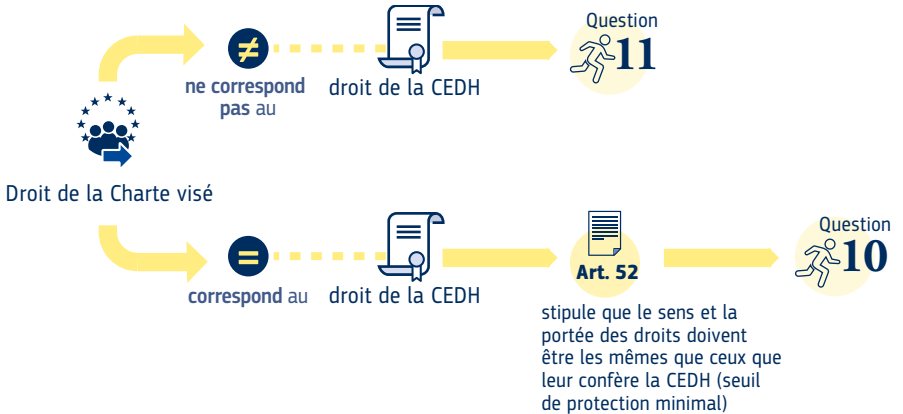 Question
11
≠
ne correspond
pas au
droit de la CEDH
Droit de la Charte visé
=
correspond au
droit de la CEDH
Art. 52
Question
10
stipule que le sens et la
portée des droits doivent
être les mêmes que ceux que
leur confère la CEDH (seuil
de protection minimal)